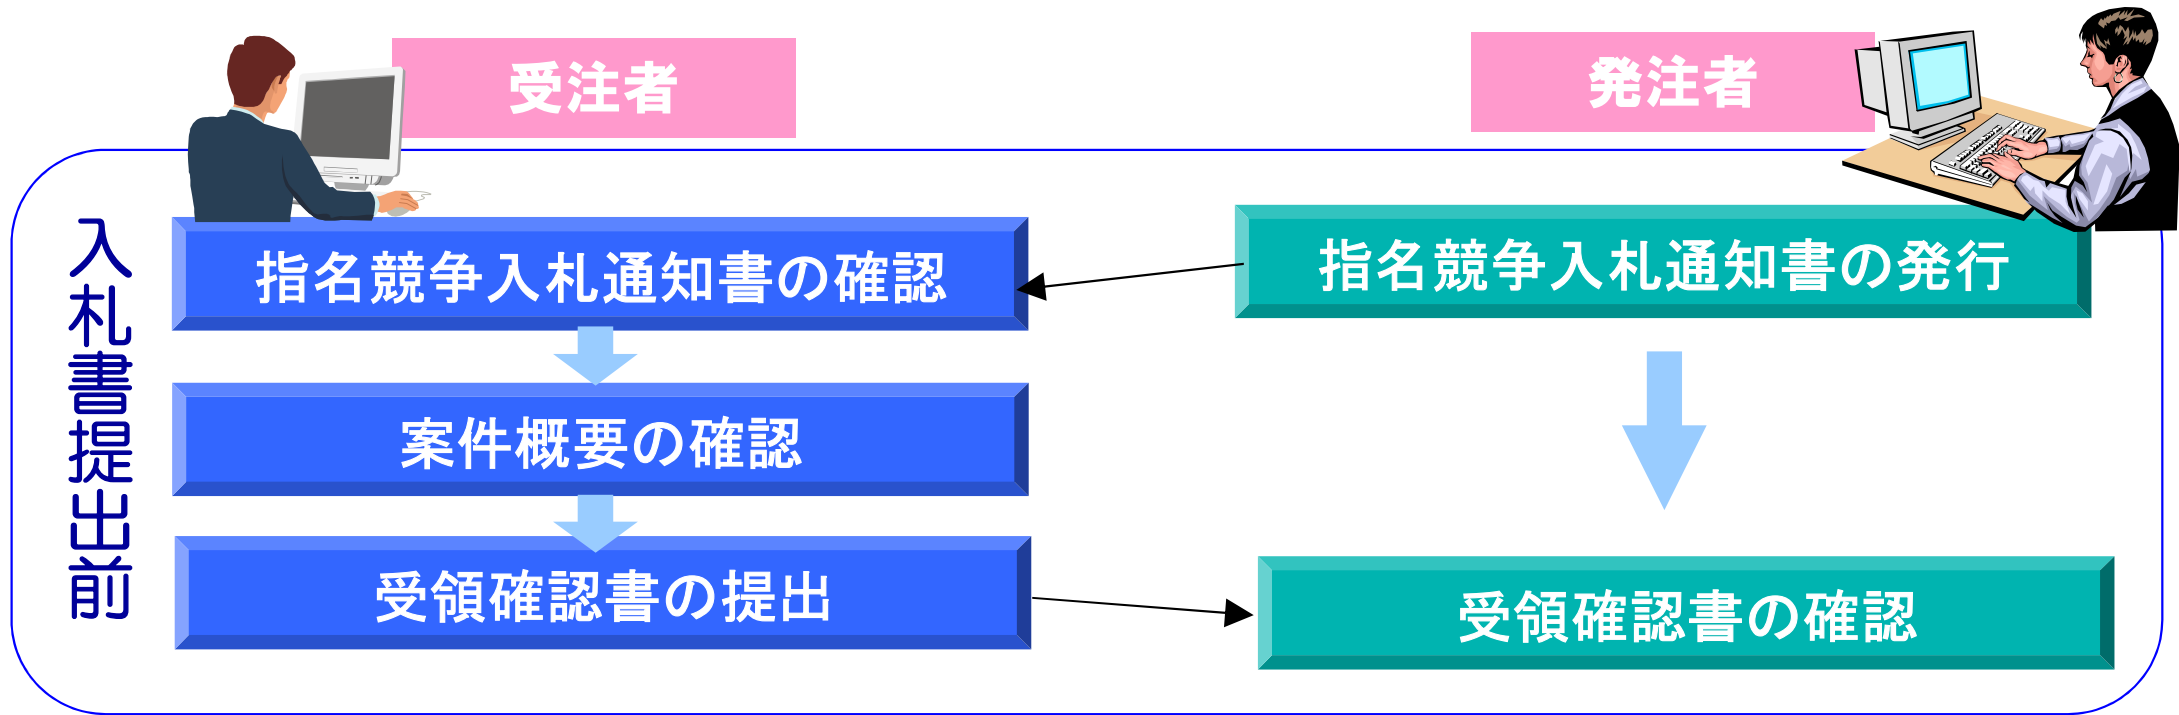 受注者
発注者
入札書提出前
指名競争入札通知書の確認
指名競争入札通知書の発行
案件概要の確認
受領確認書の提出
受領確認書の確認